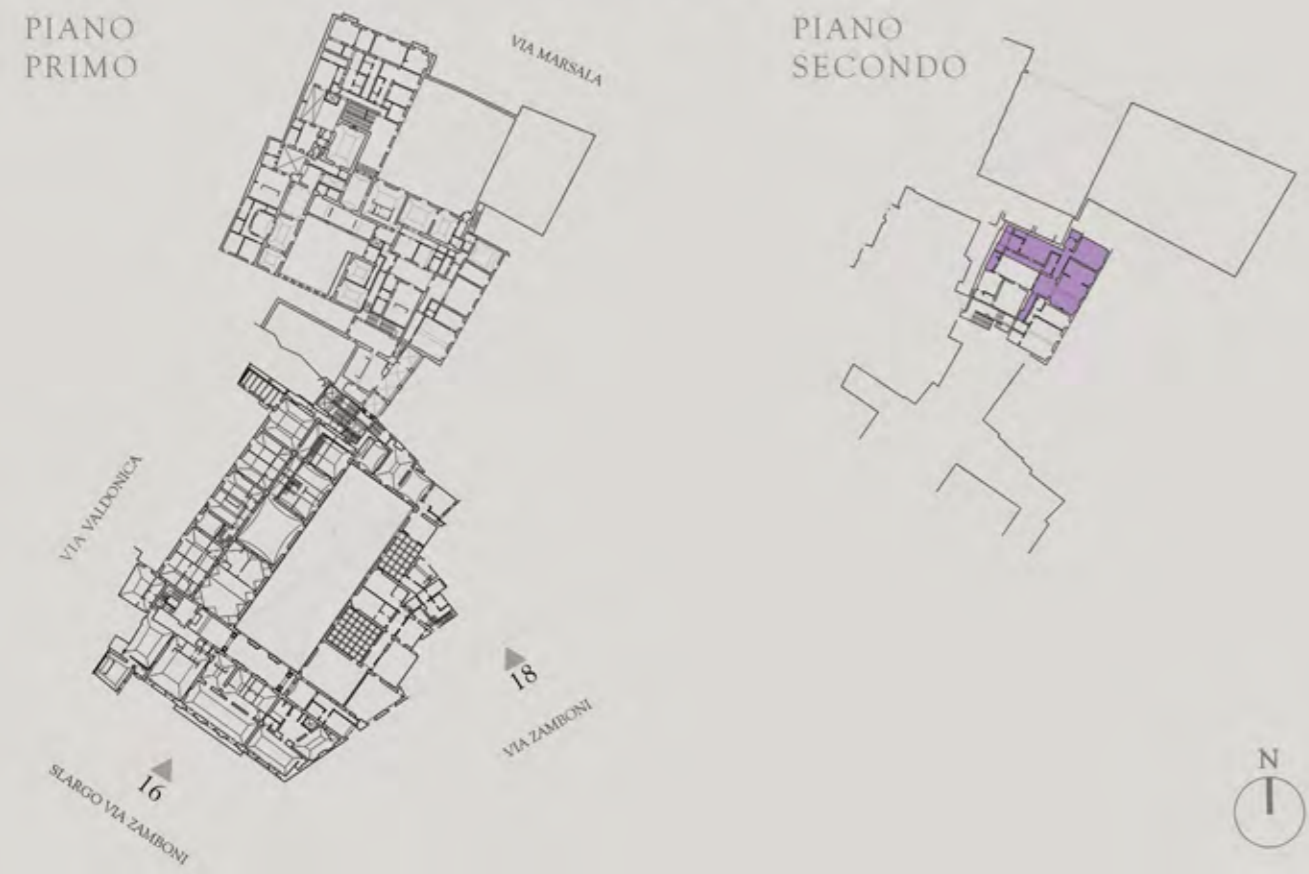 PIANO
PRIMO
VIA MARSALA
VIA VALDONICA
18
VIA ZAMBONI
16
SLARGO VIA ZAMBONI
PIANO
SECONDO
N